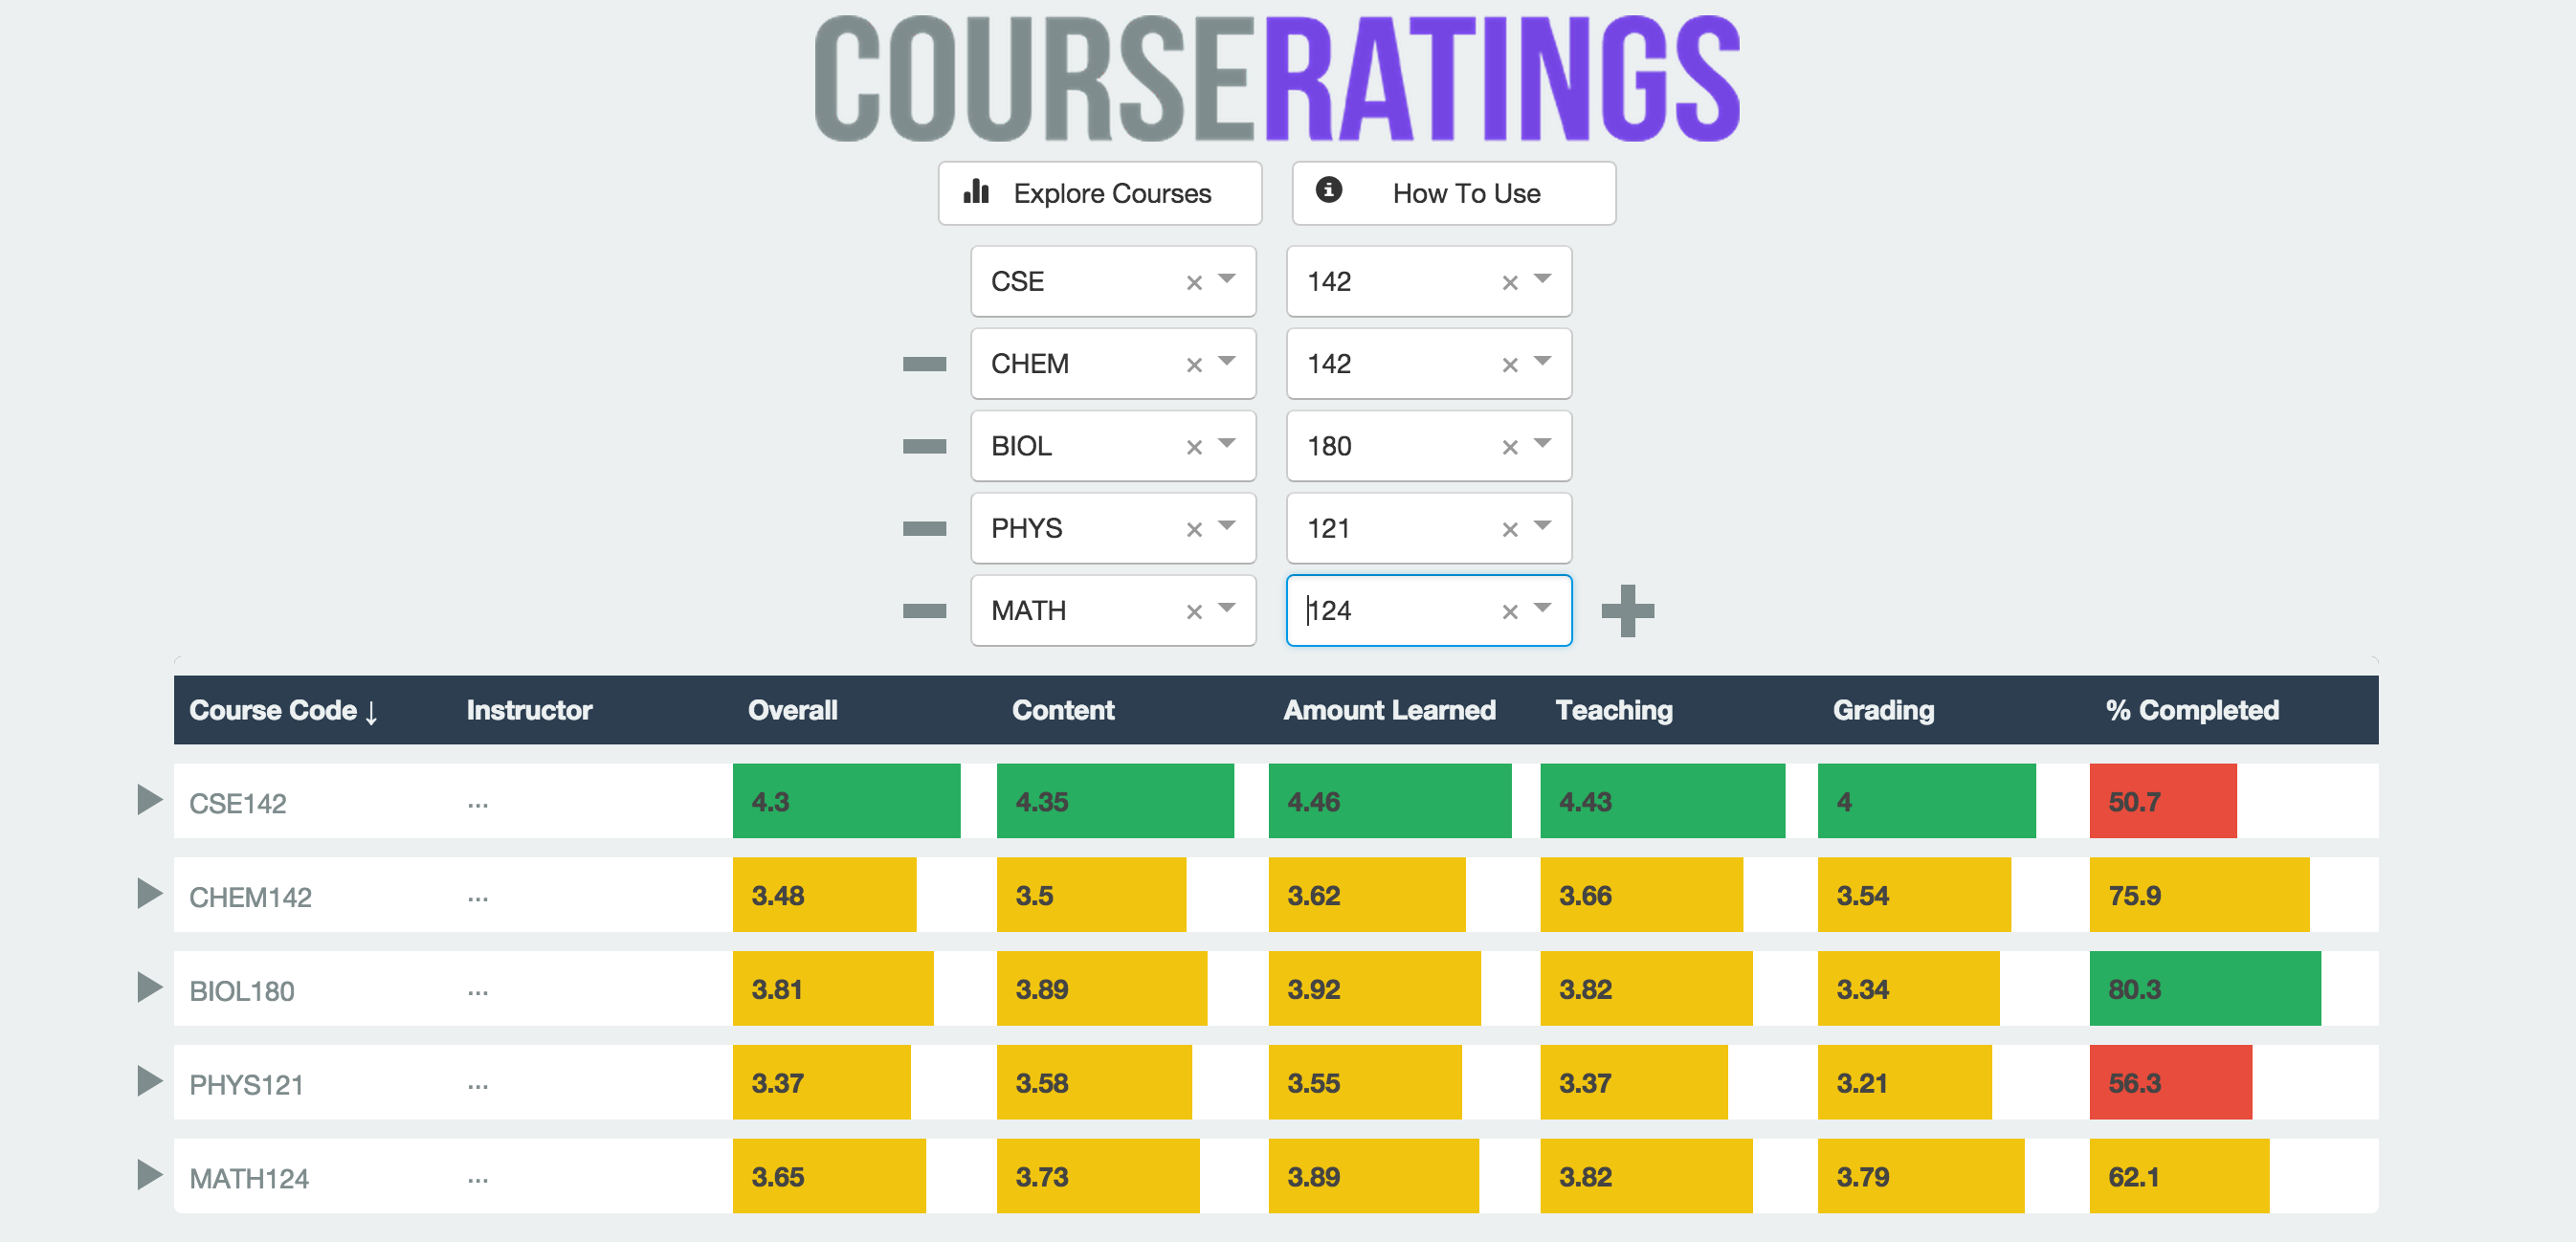 COURSERATINGS
Explore Courses How To Use
CSE × 142 ×
CHEM × 142 ×
BIOL × 180 ×
PHYS × 121 ×
MATH × 124 ×
Course Code ↓ Instructor Overall Content Amount Learned Teaching Grading % Completed
CSE142 ... 4.3 4.35 4.46 4.43 4 50.7
CHEM142 ... 3.48 3.5 3.62 3.66 3.54 75.9
BIOL180 ... 3.81 3.89 3.92 3.82 3.34 80.3
PHYS121 ... 3.37 3.58 3.55 3.37 3.21 56.3
MATH124 ... 3.65 3.73 3.89 3.82 3.79 62.1